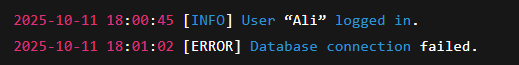 2025-10-11 18:00:45 [INFO] User “Ali” logged in.
2025-10-11 18:01:02 [ERROR] Database connection failed.